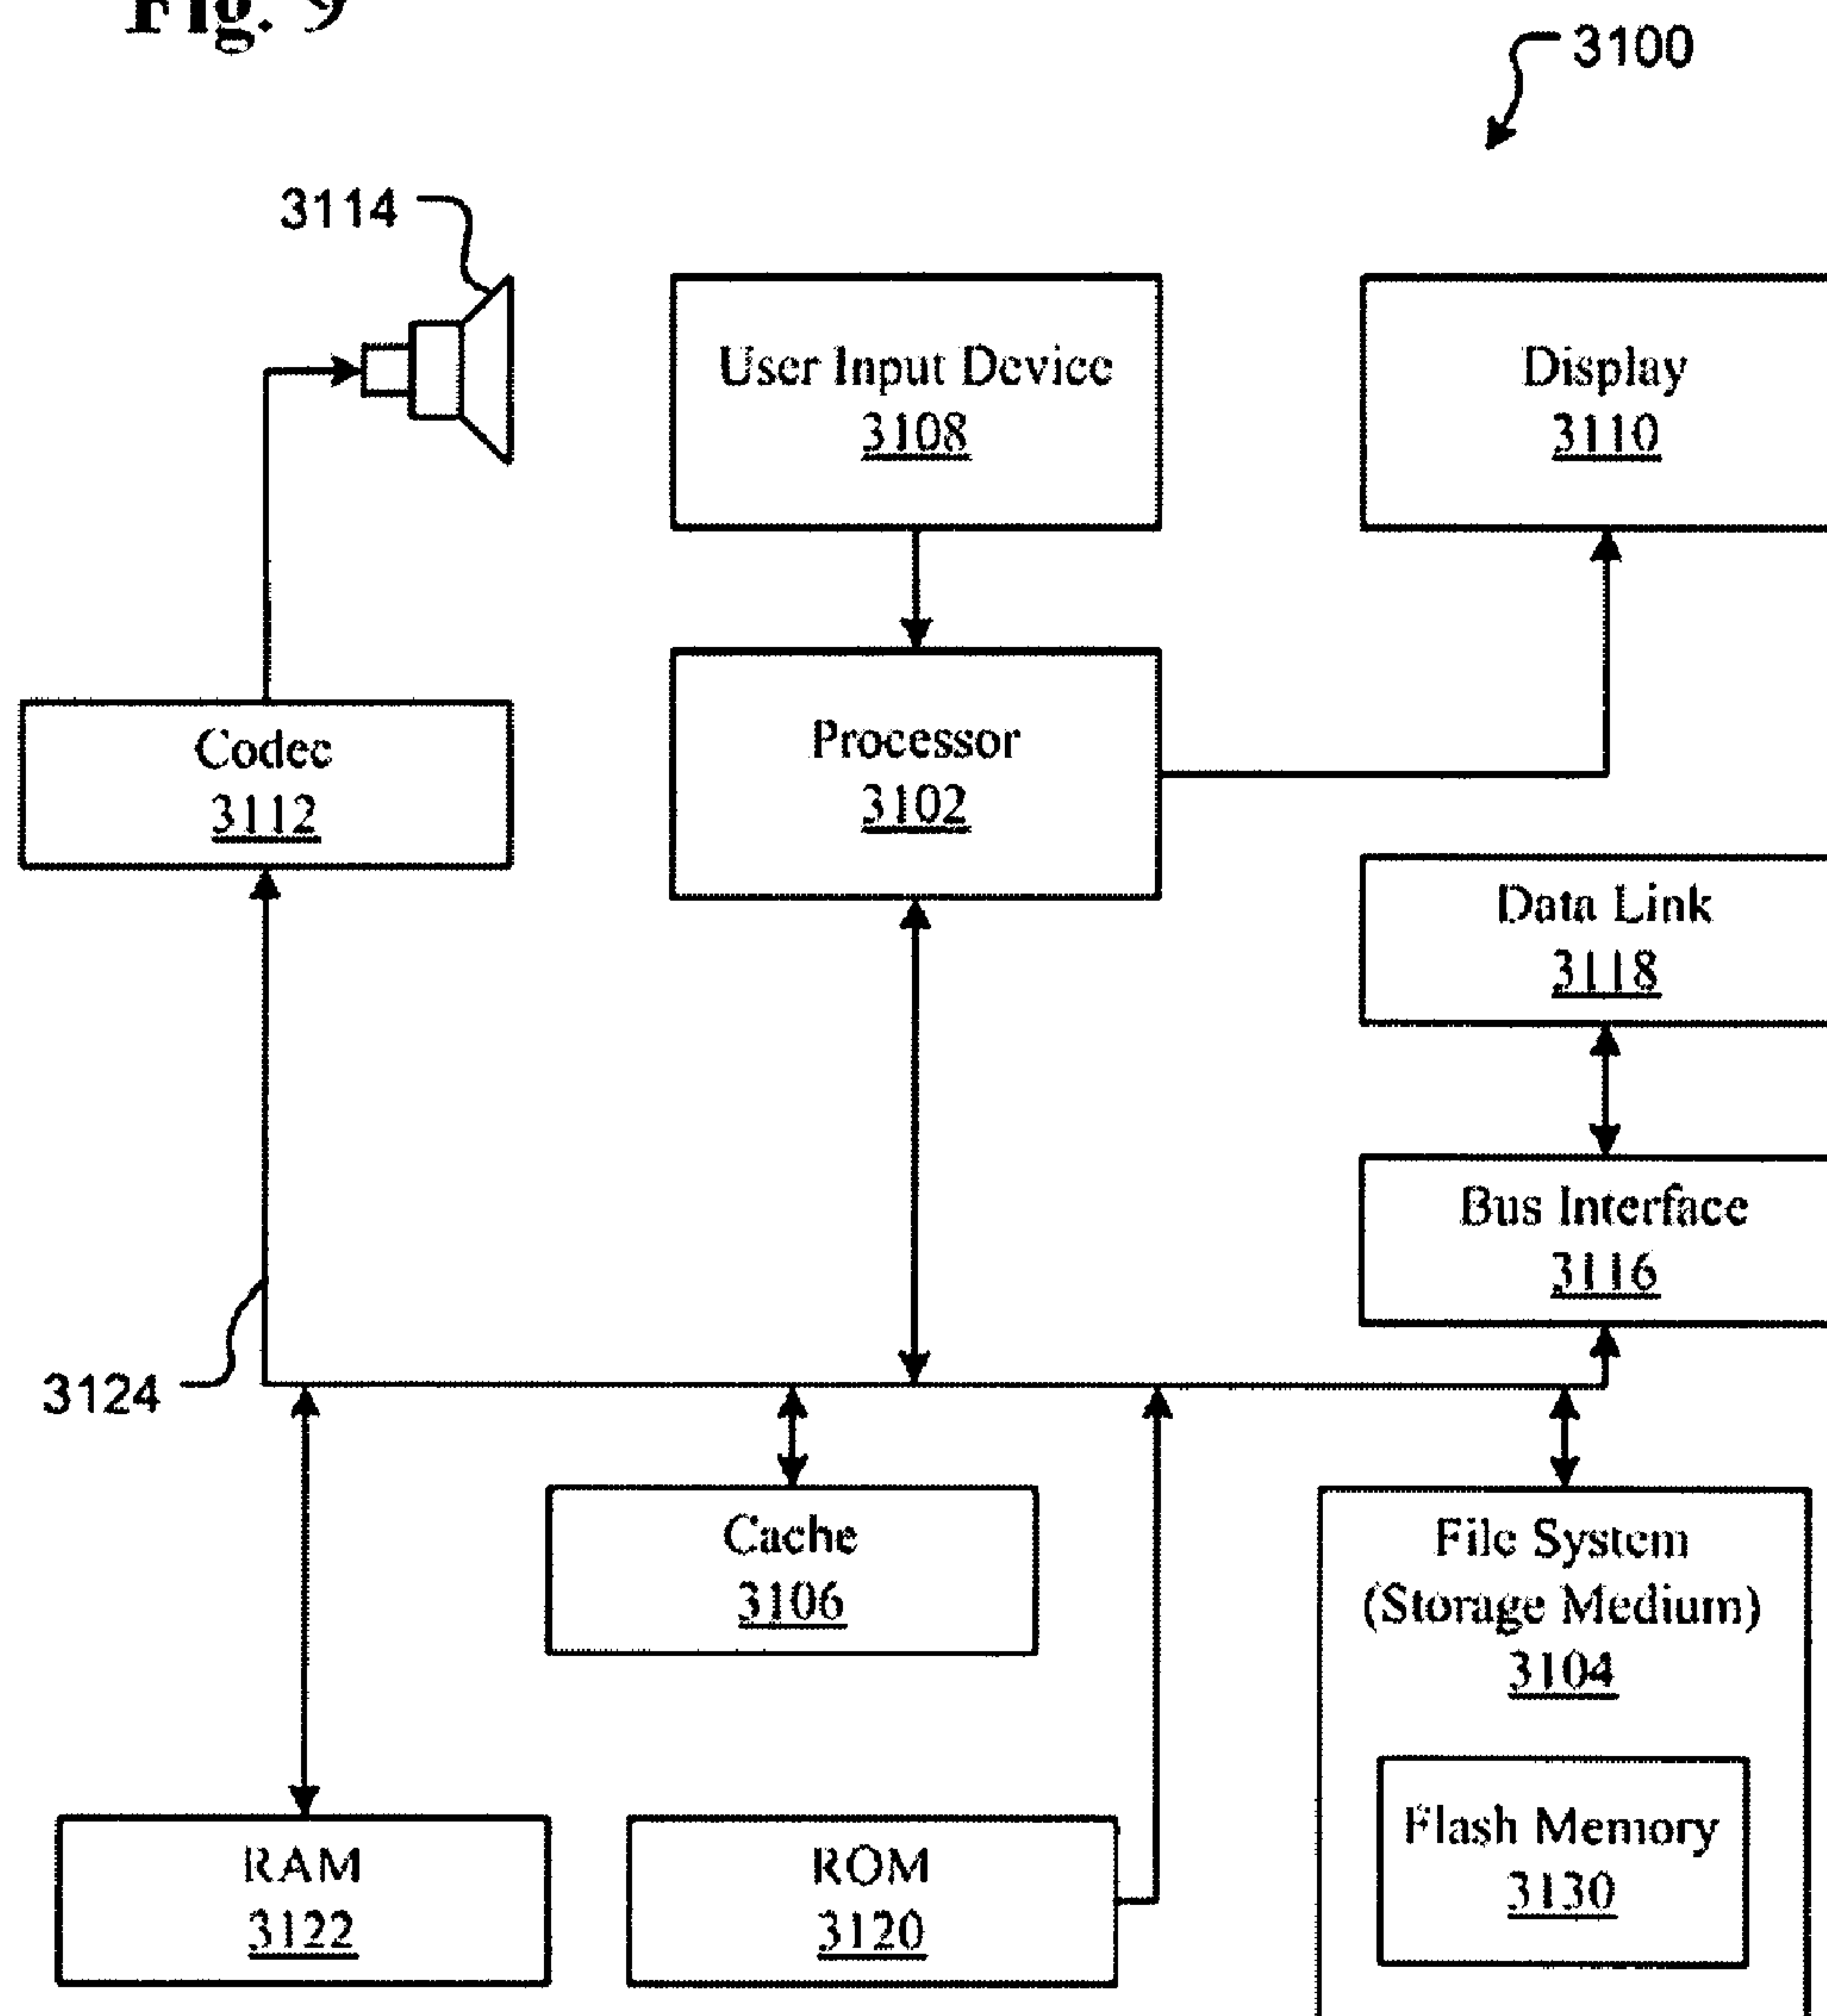 Fig. 9
3100
3114
User Input Device
3108
Display
3110
Codec
3112
Processor
3102
Data Link
3118
Bus Interface
3116
3124
Cache
3106
File System
(Storage Medium)
3104
Flash Memory
3130
RAM
3122
ROM
3120